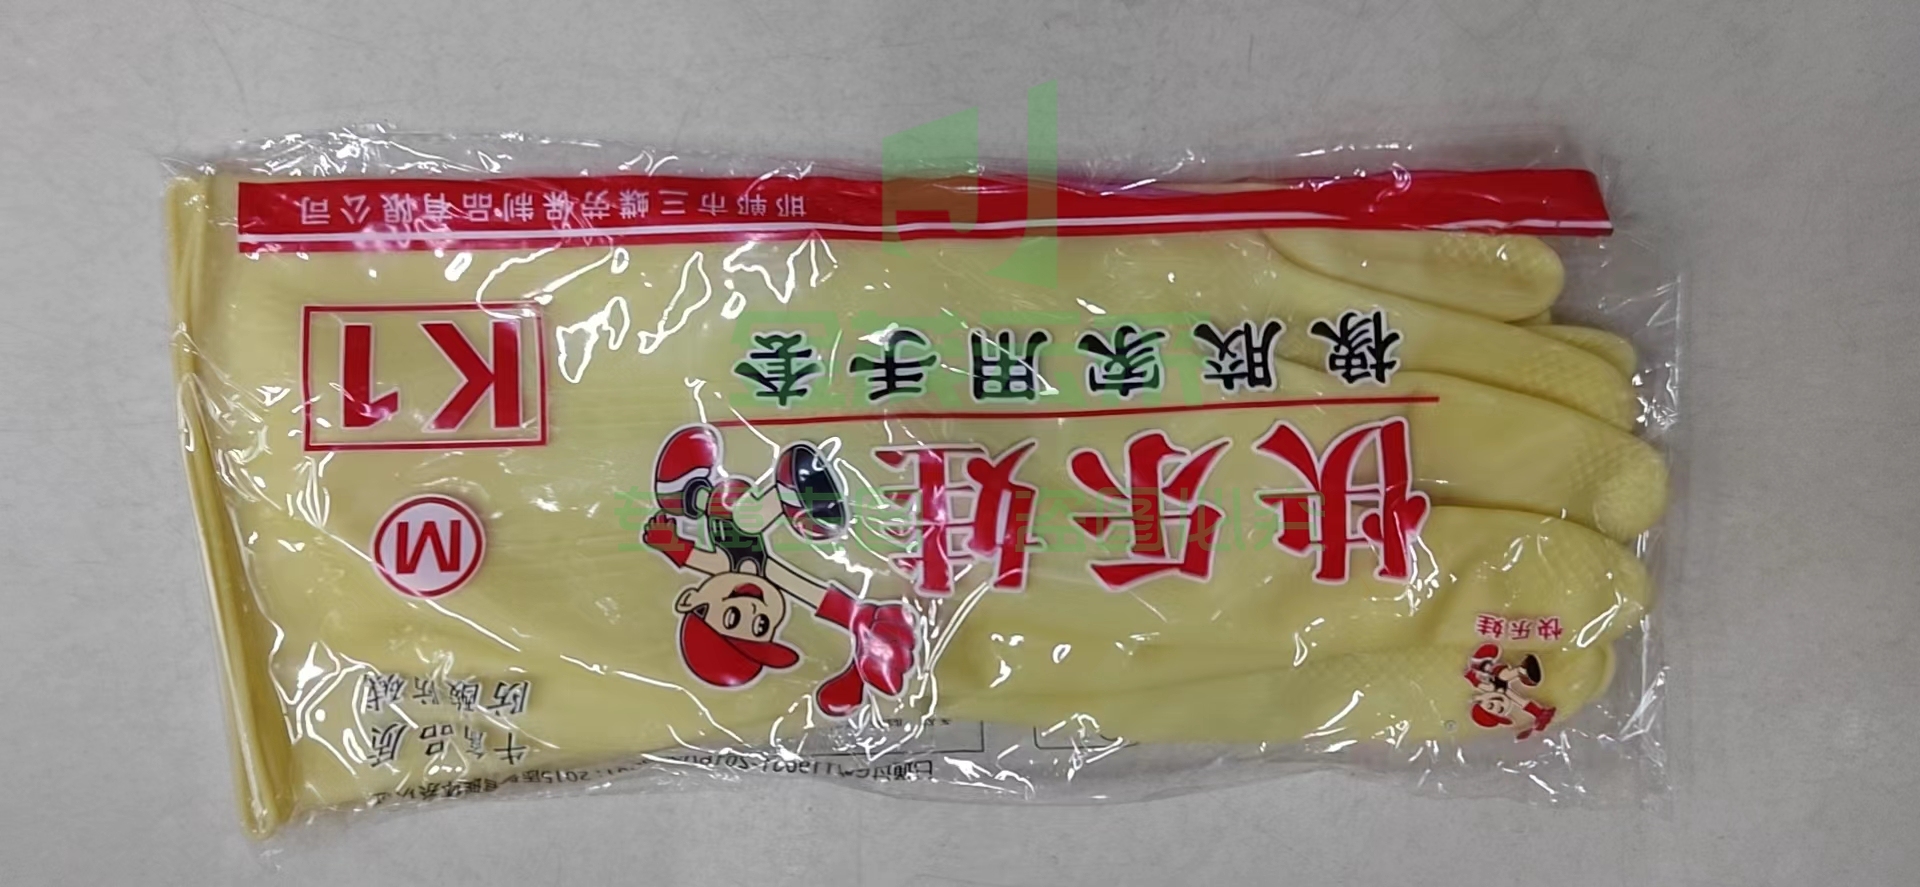 快乐娃
品质
防酸防碱
快乐娃
M
橡胶家用手套
K1
邯郸市三蝶劳保制品有限公司